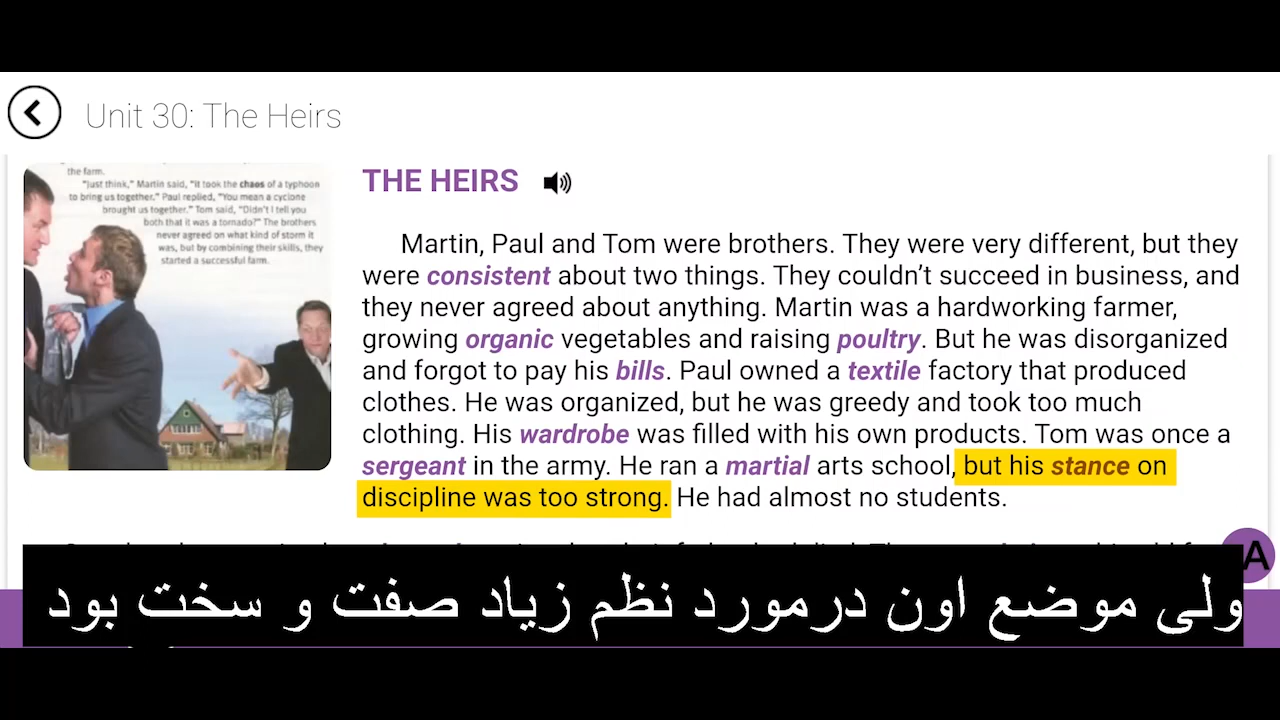 Unit 30: The Heirs
the farm.
"Just think," Martin said, "it took the chaos of a typhoon
to bring us together." Paul replied, "You mean a cyclone
brought us together." Tom said, "Didn't I tell you
both that it was a tornado?" The brothers
never agreed on what kind of storm it
was, but by combining their skills, they
started a successful farm.
THE HEIRS
Martin, Paul and Tom were brothers. They were very different, but they
were consistent about two things. They couldn't succeed in business, and
they never agreed about anything. Martin was a hardworking farmer,
growing organic vegetables and raising poultry. But he was disorganized
and forgot to pay his bills. Paul owned a textile factory that produced
clothes. He was organized, but he was greedy and took too much
clothing. His wardrobe was filled with his own products. Tom was once a
sergeant in the army. He ran a martial arts school, but his stance on
discipline was too strong. He had almost no students.
A
ولی موضع اون درمورد نظم زیاد صفت و سخت بود